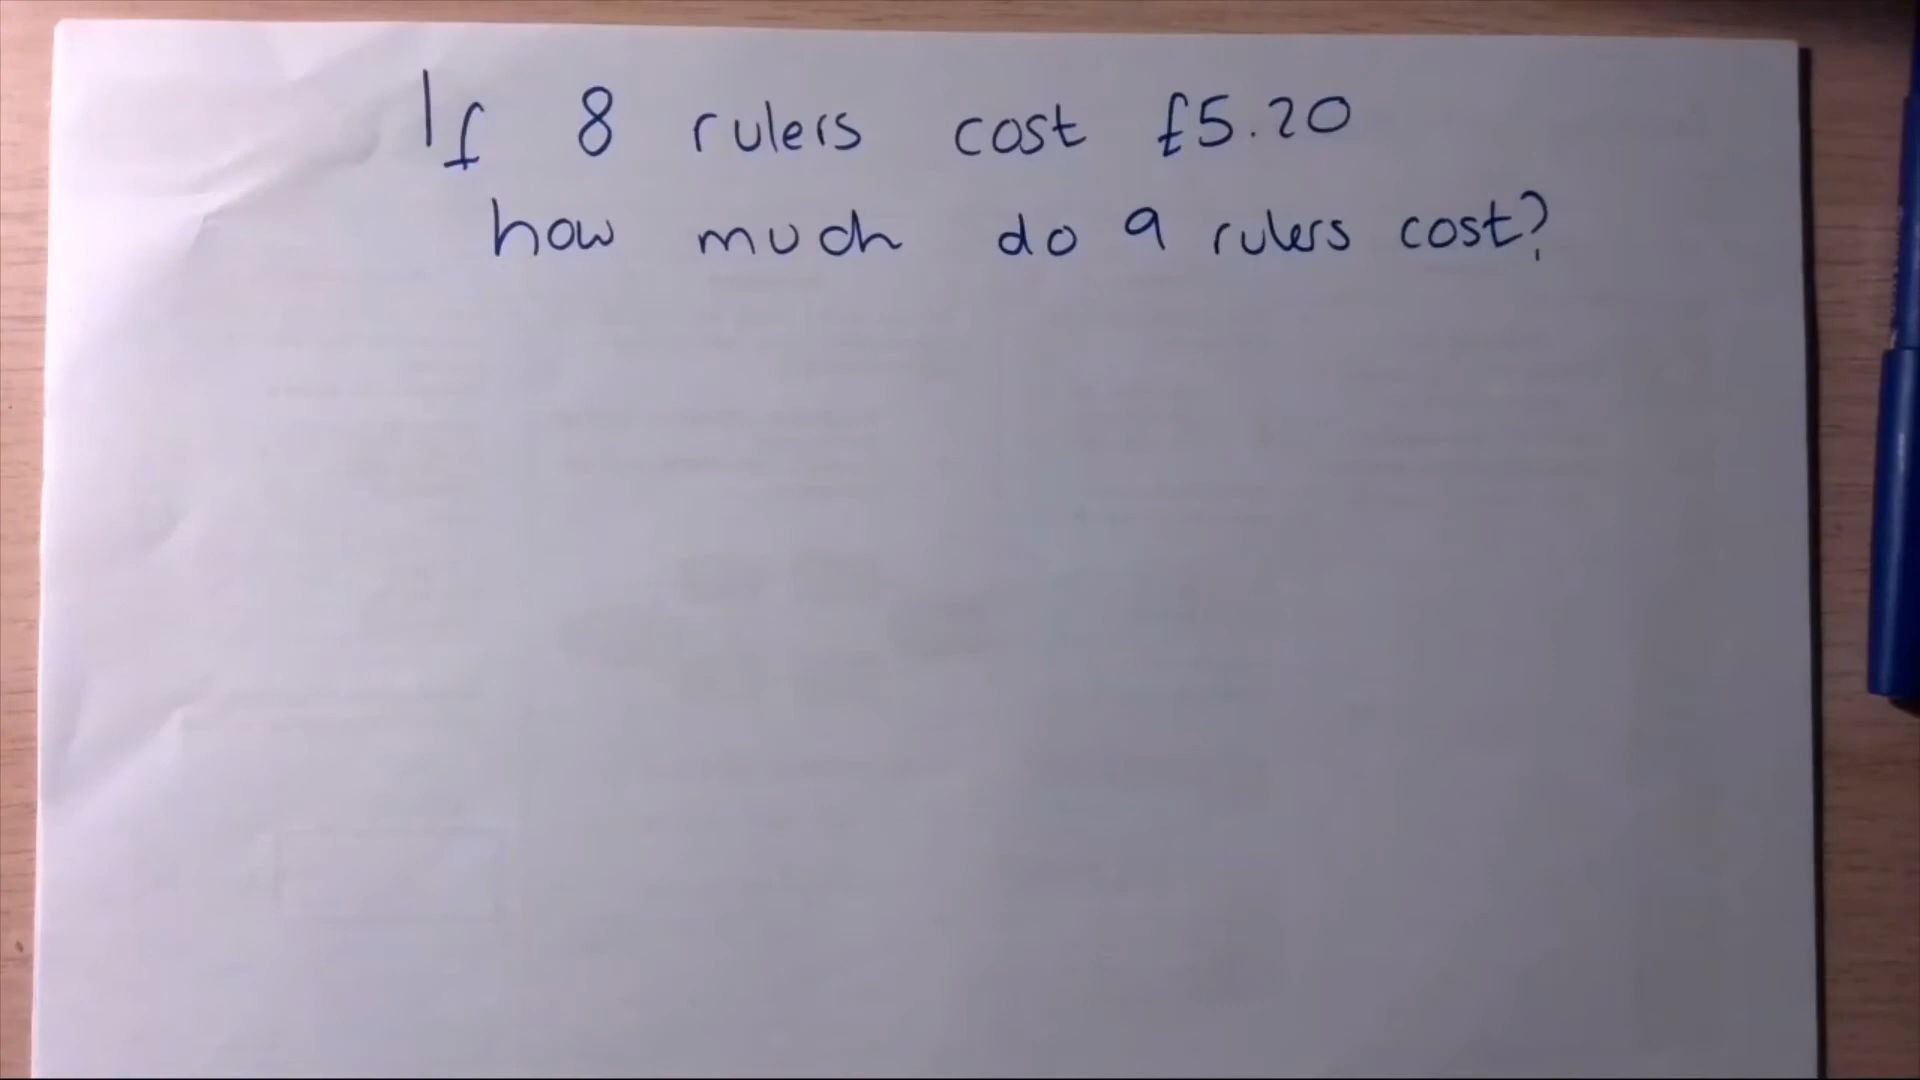 If 8 rulers cost £5.20
how much do 9 rulers cost?